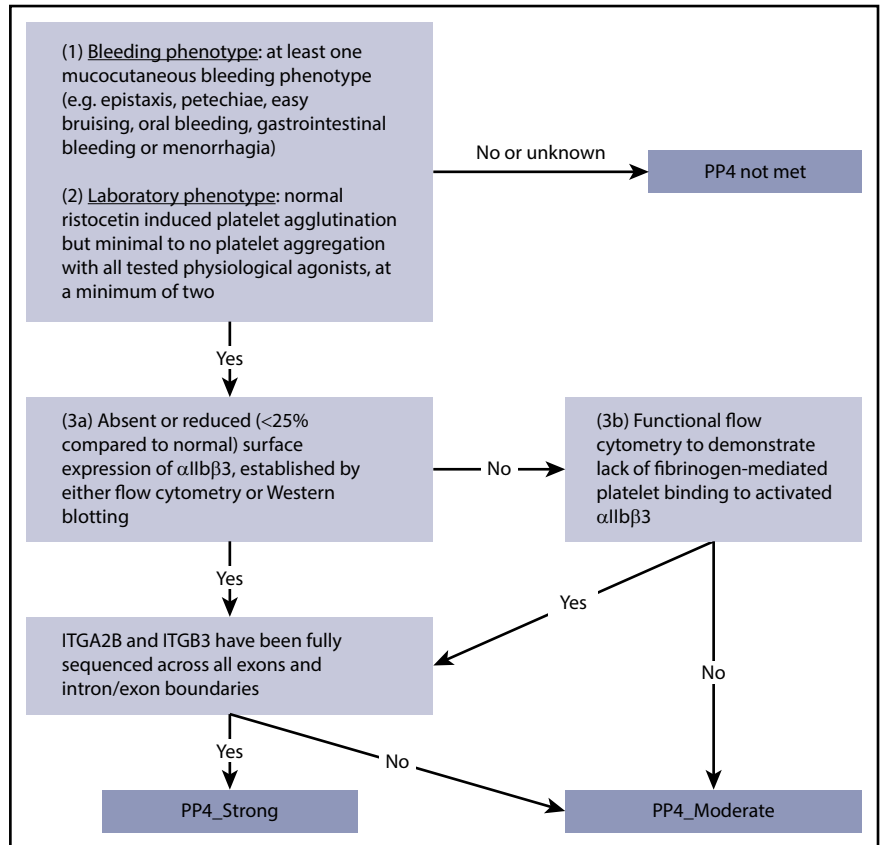 (1) Bleeding phenotype: at least one
mucocutaneous bleeding phenotype
(e.g. epistaxis, petechiae, easy
bruising, oral bleeding, gastrointestinal
bleeding or menorrhagia)
(2) Laboratory phenotype: normal
ristocetin induced platelet agglutination
but minimal to no platelet aggregation
with all tested physiological agonists, at
a minimum of two
No or unknown
PP4 not met
Yes
(3a) Absent or reduced (<25%
compared to normal) surface
expression of αIIbβ3, established by
either flow cytometry or Western
blotting
No
(3b) Functional flow
cytometry to demonstrate
lack of fibrinogen-mediated
platelet binding to activated
αIIbβ3
Yes
Yes
ITGA2B and ITGB3 have been fully
sequenced across all exons and
intron/exon boundaries
No
Yes
No
PP4_Strong
PP4_Moderate